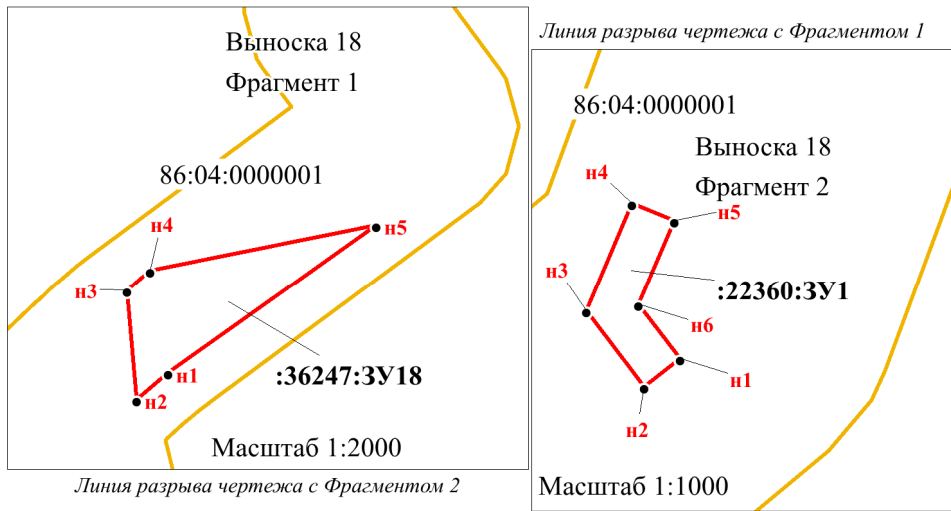 Выноска 18
Фрагмент 1
86:04:0000001
н4
н5
н3
н1
:36247:ЗУ18
н2
Масштаб 1:2000
Линия разрыва чертежа с Фрагментом 2
Линия разрыва чертежа с Фрагментом 1
86:04:0000001
Выноска 18
н4
Фрагмент 2
н5
н3
:22360:ЗУ1
н6
н1
н2
Масштаб 1:1000